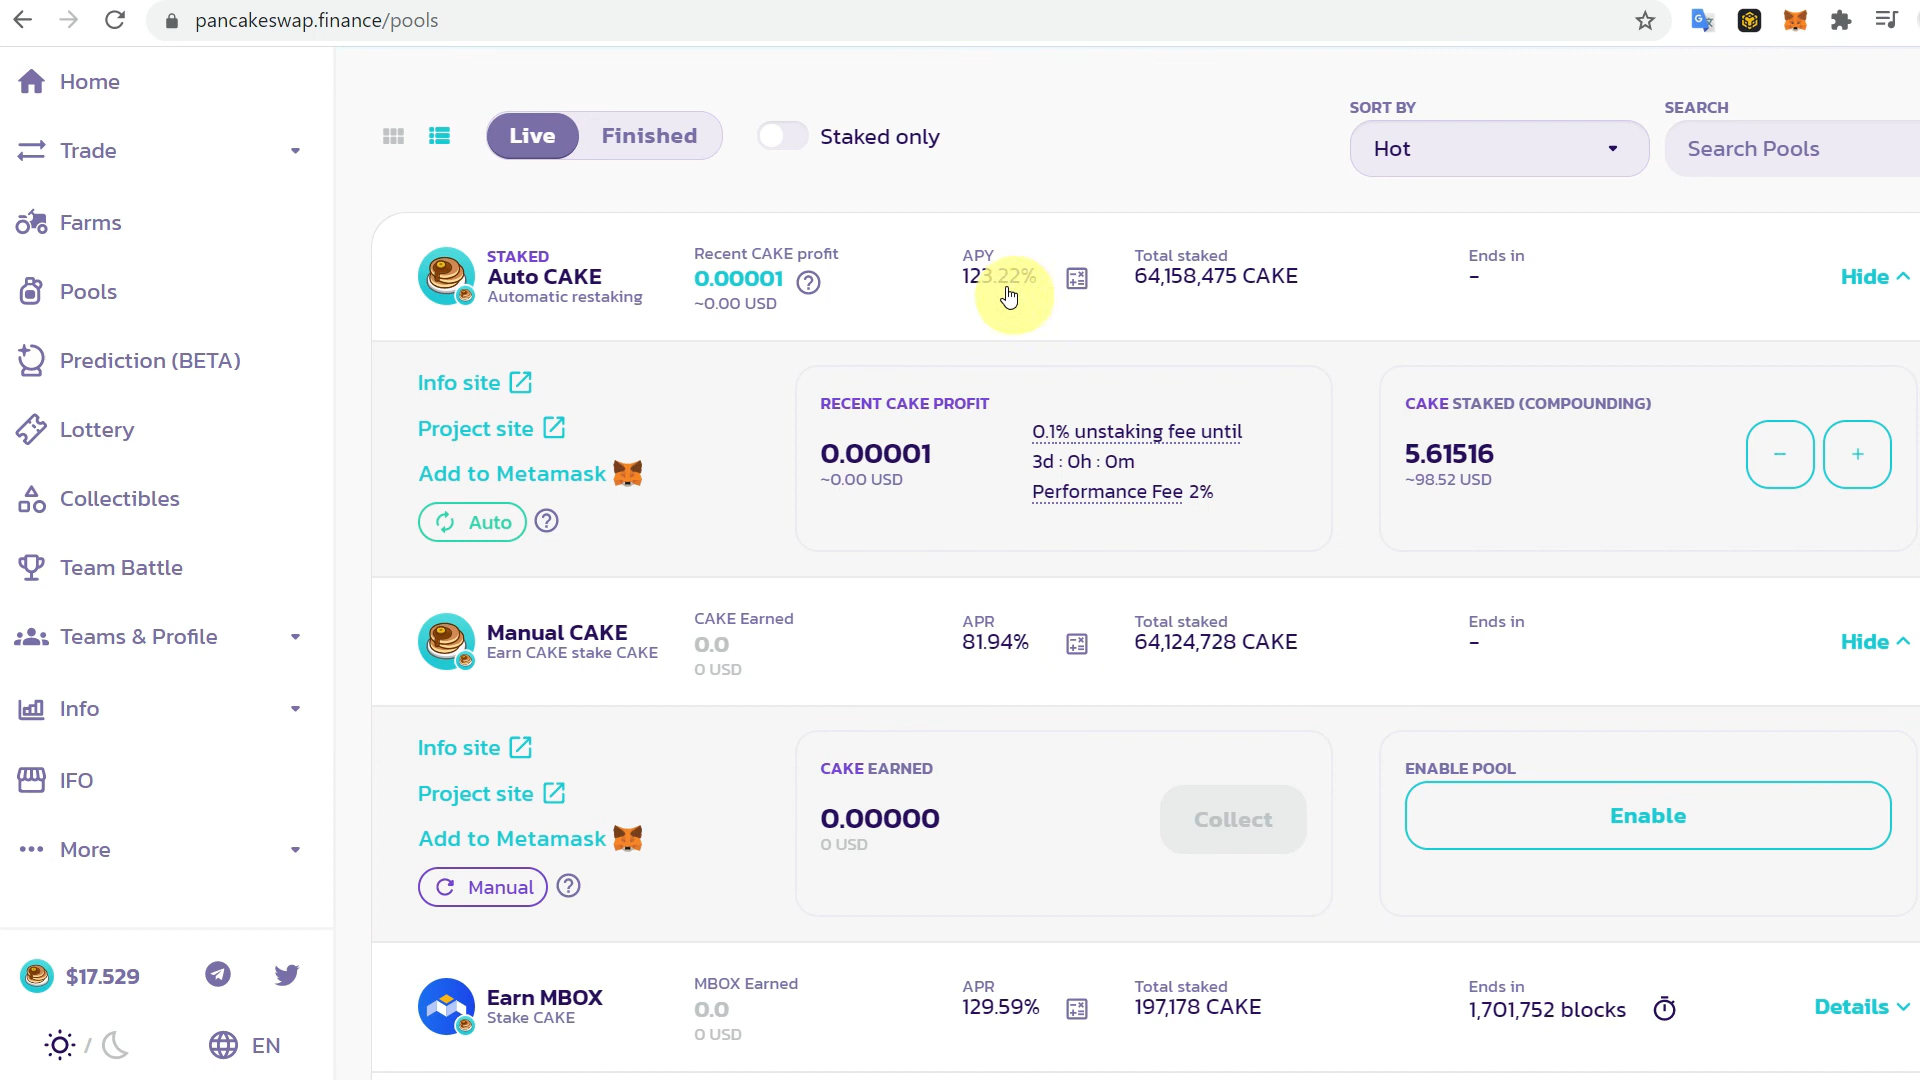 pancakeswap.finance/pools
Home
Trade
Farms
Pools
Prediction (BETA)
Lottery
Collectibles
Team Battle
Teams & Profile
Info
IFO
More
$17.529
EN
Live
Finished
Staked only
SORT BY
Hot
SEARCH
Search Pools
STAKED
Auto CAKE
Automatic restaking
Recent CAKE profit
0.00001
~0.00 USD
APY
123.22%
Total staked
64,158,475 CAKE
Ends in
-
Hide
Info site
Project site
Add to Metamask
Auto
RECENT CAKE PROFIT
0.00001
~0.00 USD
0.1% unstaking fee until
3d : 0h : 0m
Performance Fee 2%
CAKE STAKED (COMPOUNDING)
5.61516
~98.52 USD
-
+
Manual CAKE
Earn CAKE stake CAKE
CAKE Earned
0.0
0 USD
APR
81.94%
Total staked
64,124,728 CAKE
Ends in
-
Hide
Info site
Project site
Add to Metamask
Manual
CAKE EARNED
0.00000
0 USD
Collect
ENABLE POOL
Enable
Earn MBOX
Stake CAKE
MBOX Earned
0.0
0 USD
APR
129.59%
Total staked
197,178 CAKE
Ends in
1,701,752 blocks
Details